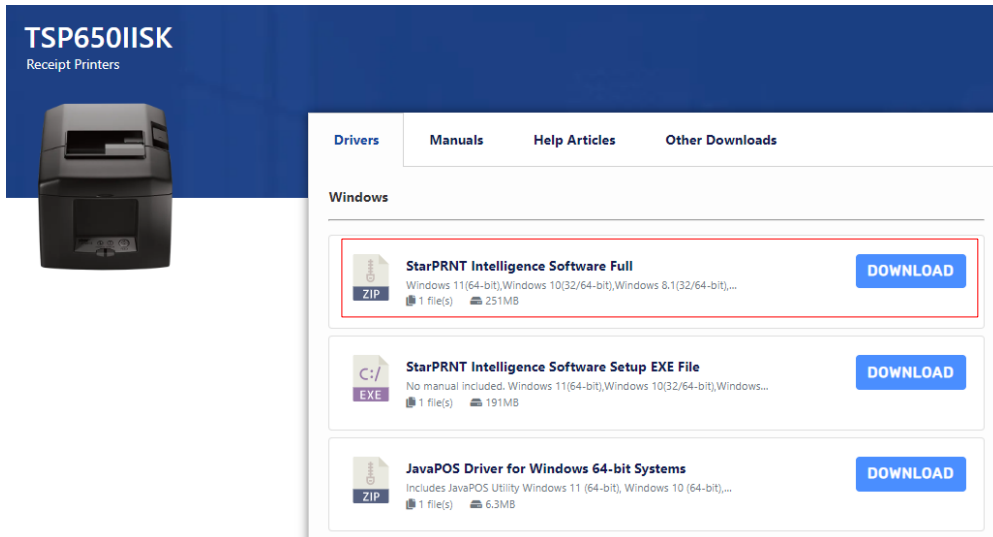 TSP650IISK
Receipt Printers
Drivers
Manuals
Help Articles
Other Downloads
Windows
StarPRNT Intelligence Software Full
Windows 11(64-bit),Windows 10(32/64-bit),Windows 8.1(32/64-bit),...
1 file(s) 251MB
ZIP
DOWNLOAD
StarPRNT Intelligence Software Setup EXE File
No manual included. Windows 11(64-bit),Windows 10(32/64-bit),Windows...
1 file(s) 191MB
C:/
EXE
DOWNLOAD
JavaPOS Driver for Windows 64-bit Systems
Includes JavaPOS Utility Windows 11 (64-bit), Windows 10 (64-bit),...
1 file(s) 6.3MB
ZIP
DOWNLOAD